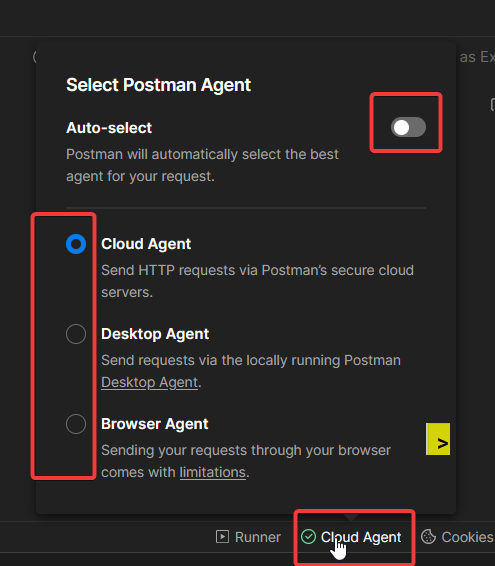 as Ex
Select Postman Agent
Auto-select
Postman will automatically select the best
agent for your request.
Cloud Agent
Send HTTP requests via Postman's secure cloud
servers.
Desktop Agent
Send requests via the locally running Postman
Desktop Agent.
Browser Agent
Sending your requests through your browser
comes with limitations.
>
Runner Cloud Agent Cookies